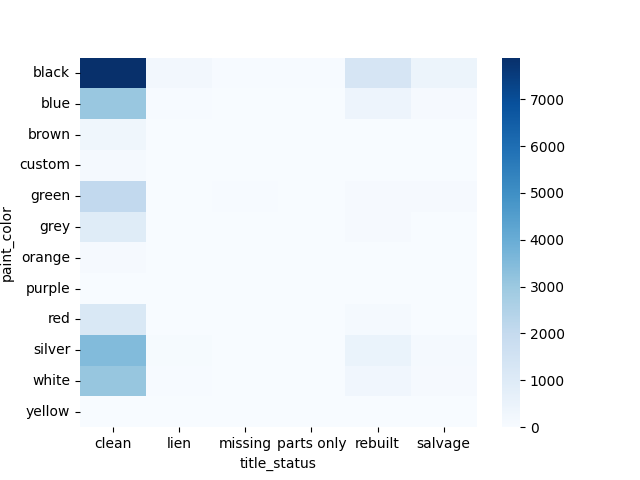 black
blue
brown
custom
green
grey
orange
purple
red
silver
white
yellow
paint_color
clean lien missing parts only rebuilt salvage
title_status
7000
6000
5000
4000
3000
2000
1000
0